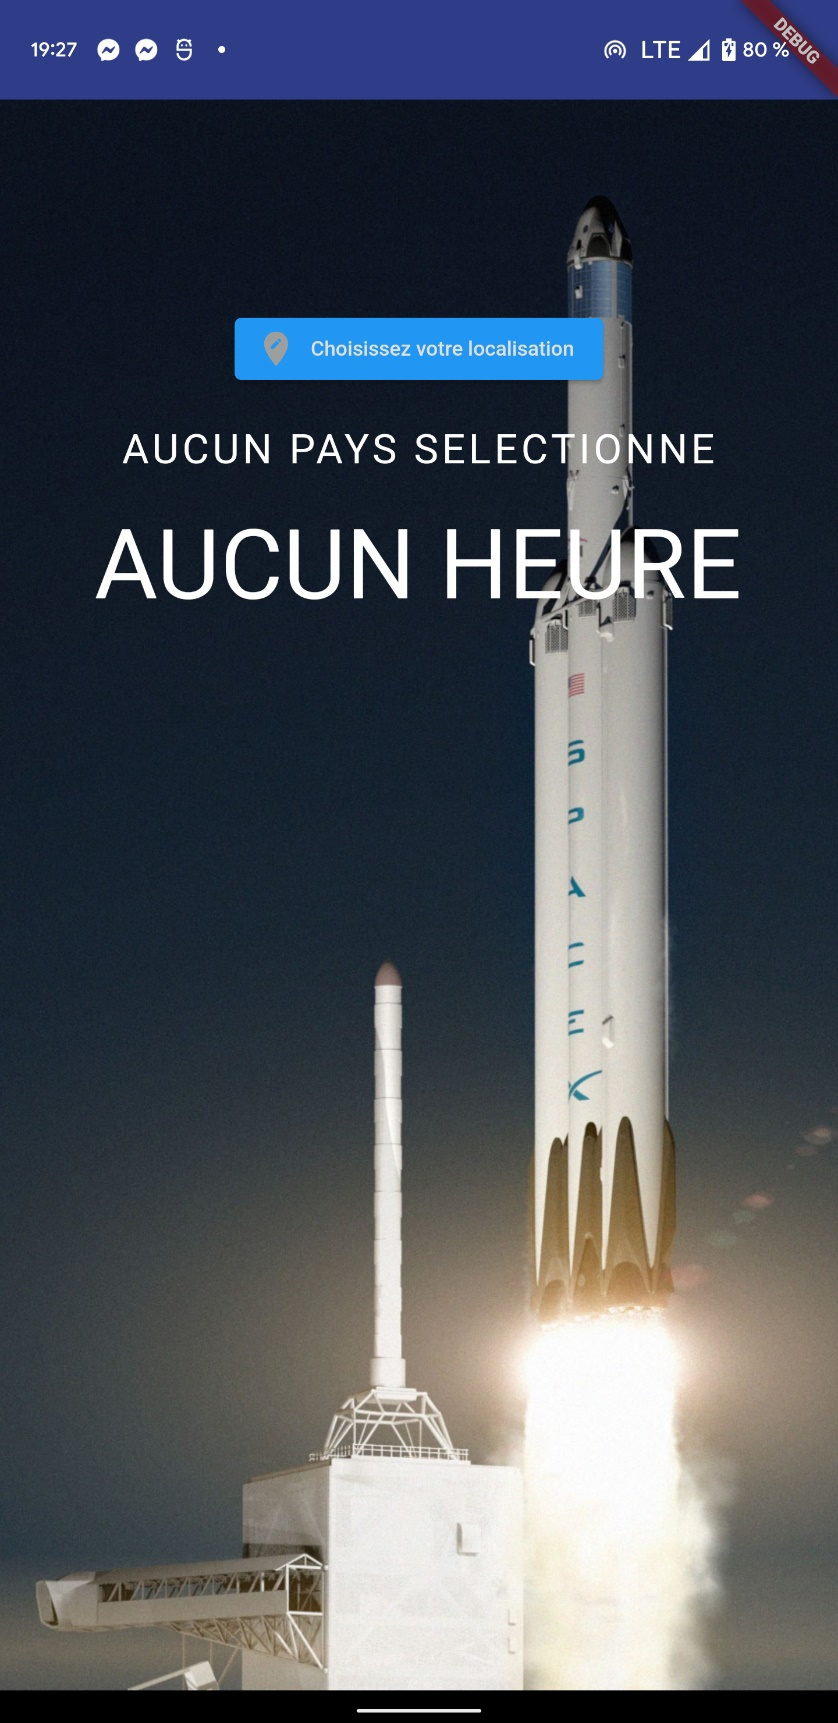 19:27 LTE 80 %
DEBUG
Choisissez votre localisation
AUCUN PAYS SELECTIONNE
AUCUN HEURE
S
P
A
C
E
X